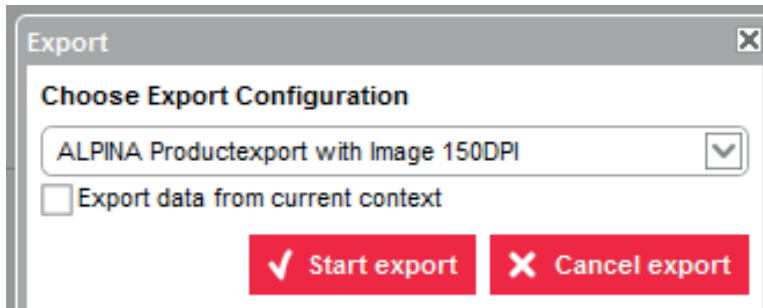 Export
Choose Export Configuration
ALPINA Productexport with Image 150DPI
Export data from current context
Start export Cancel export